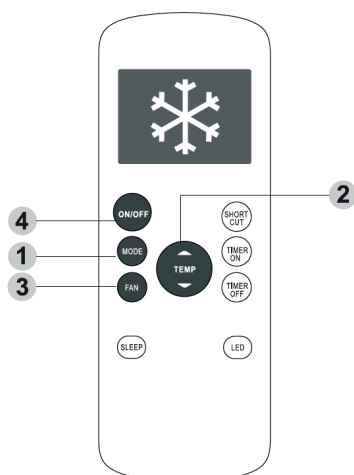 2
ON/OFF
SHORT
CUT
4
MODE
TEMP
TIMER
ON
1
FAN
TIMER
OFF
3
SLEEP
LED